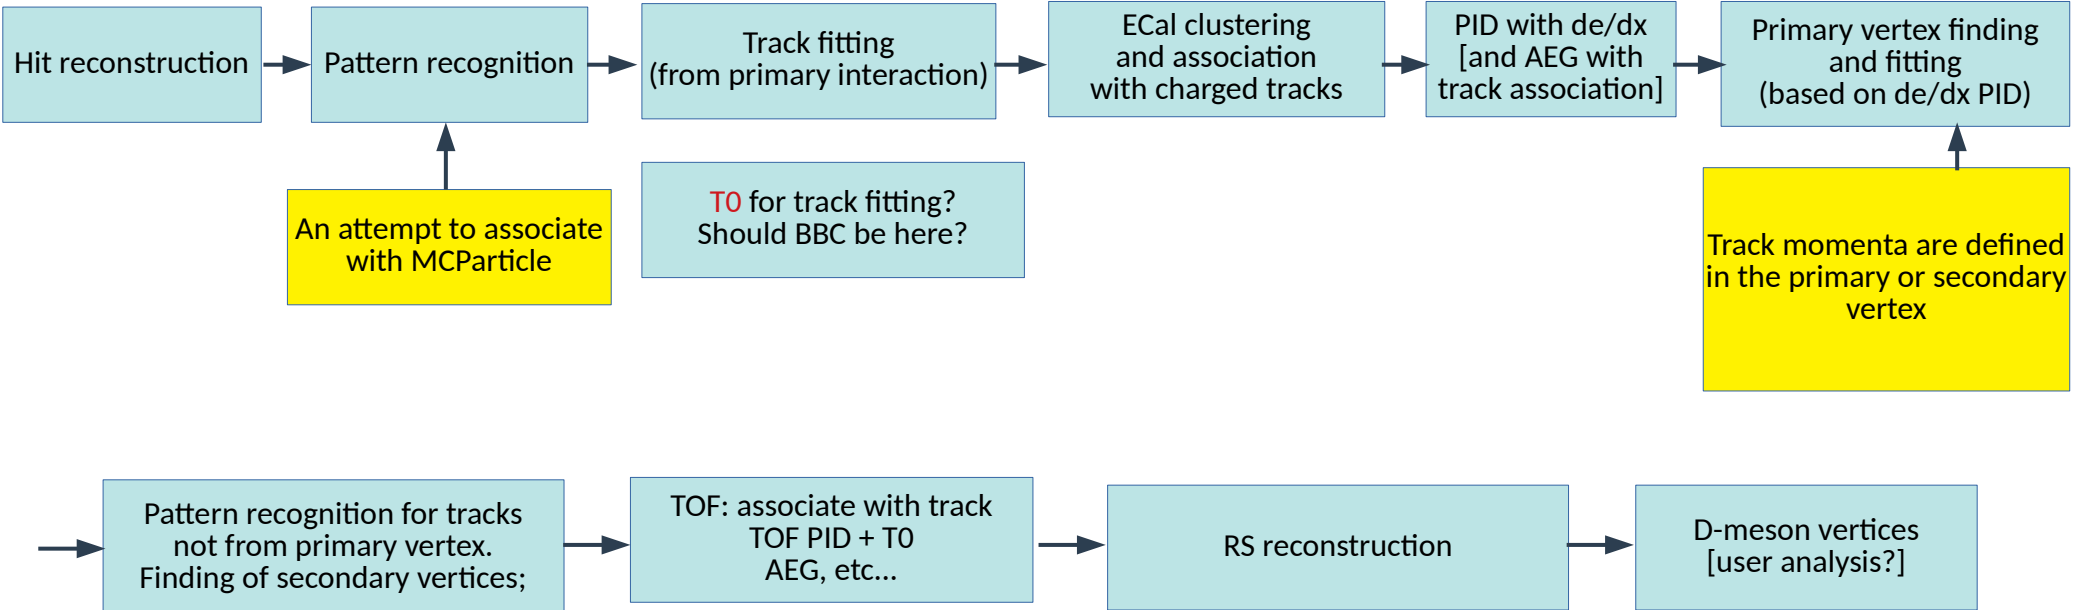 Hit reconstruction
Pattern recognition
Track fitting
(from primary interaction)
ECal clustering
and association
with charged tracks
PID with de/dx
[and AEG with
track association]
Primary vertex finding
and fitting
(based on de/dx PID)
An attempt to associate
with MCParticle
T0 for track fitting?
Should BBC be here?
Track momenta are defined
in the primary or secondary
vertex
Pattern recognition for tracks
not from primary vertex.
Finding of secondary vertices;
TOF: associate with track
TOF PID + T0
AEG, etc...
RS reconstruction
D-meson vertices
[user analysis?]